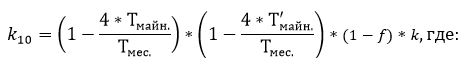 k₁₀ = (1 − 4 * Tмайн. / Tмес.) * (1 − 4 * T′майн. / Tмес.) * (1 − f) * k, где: